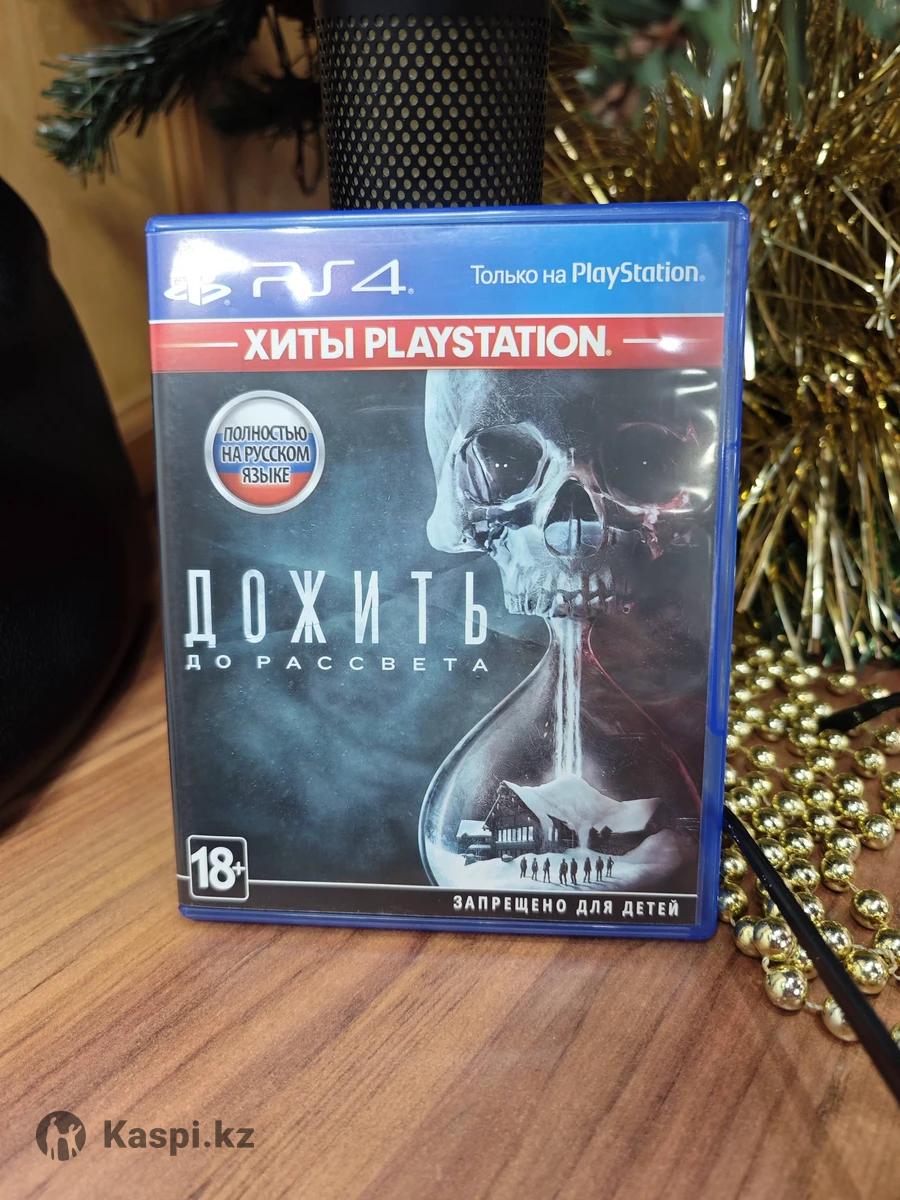 PS4
Только на PlayStation
ХИТЫ PLAYSTATION
ПОЛНОСТЬЮ
НА РУССКОМ
ЯЗЫКЕ
ДОЖИТЬ
ДО РАССВЕТА
18+
ЗАПРЕЩЕНО ДЛЯ ДЕТЕЙ
Kaspi.kz